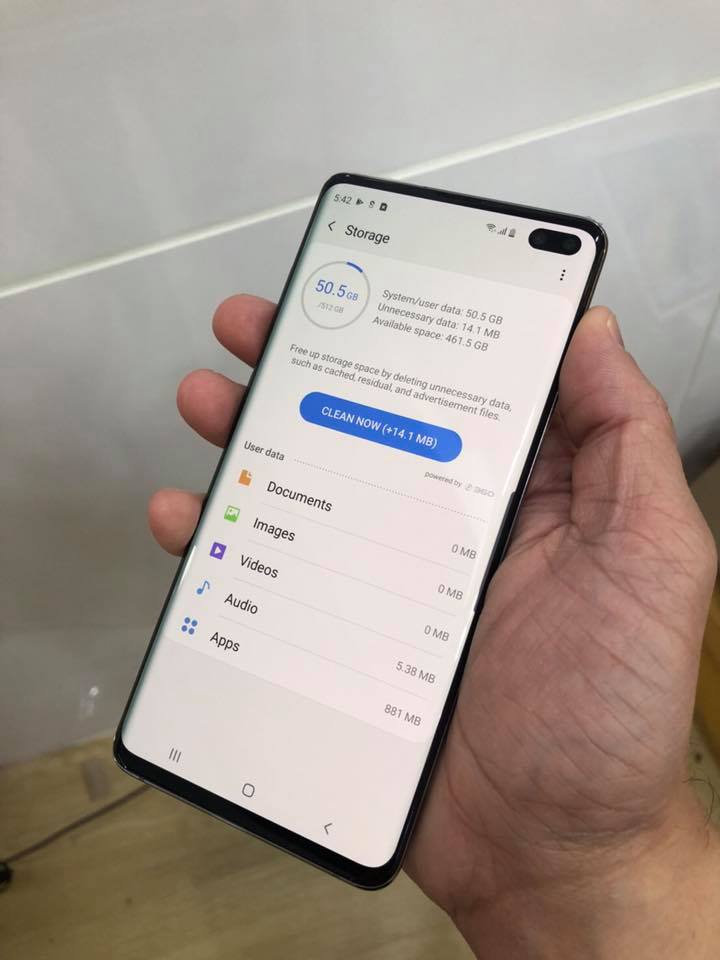 5:42
Storage
50.5 GB
/512 GB
System/user data: 50.5 GB
Unnecessary data: 14.1 MB
Available space: 461.5 GB
Free up storage space by deleting unnecessary data,
such as cached, residual, and advertisement files.
CLEAN NOW (+14.1 MB)
powered by 360
User data
Documents
0 MB
Images
0 MB
Videos
0 MB
Audio
5.38 MB
Apps
881 MB